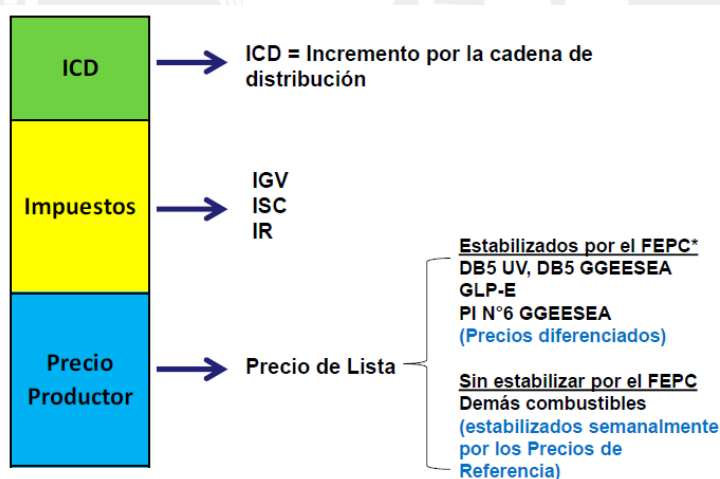 ICD
ICD = Incremento por la cadena de
distribución
Impuestos
IGV
ISC
IR
Precio
Productor
Precio de Lista
Estabilizados por el FEPC*
DB5 UV, DB5 GGEESEA
GLP-E
PI N°6 GGEESEA
(Precios diferenciados)
Sin estabilizar por el FEPC
Demás combustibles
(estabilizados semanalmente
por los Precios de
Referencia)